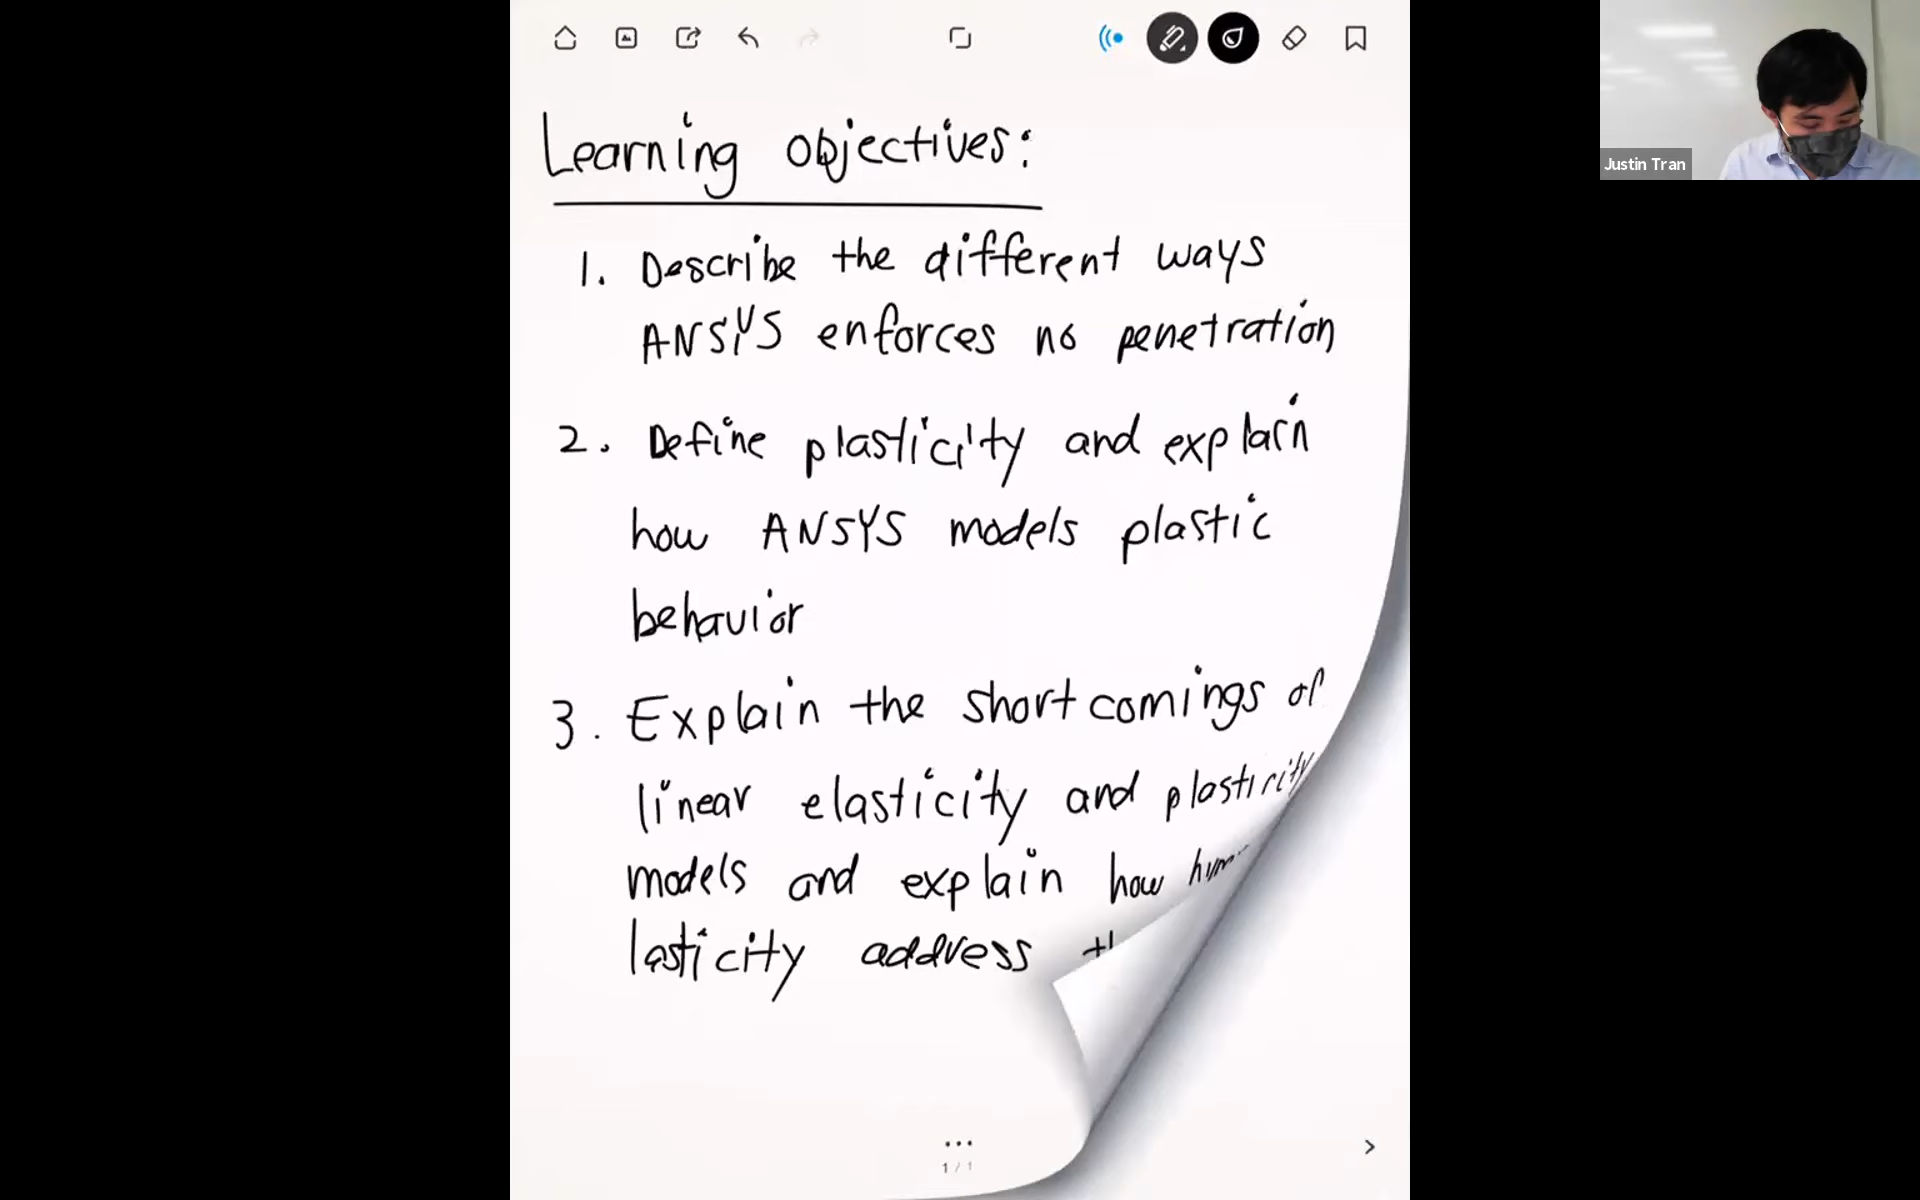 Learning objectives:
1. Describe the different ways
ANSYS enforces no penetration
2. Define plasticity and explain
how ANSYS models plastic
behavior
3. Explain the shortcomings of
linear elasticity and plasticity
models and explain how
lasticity address
1 / 1
Justin Tran